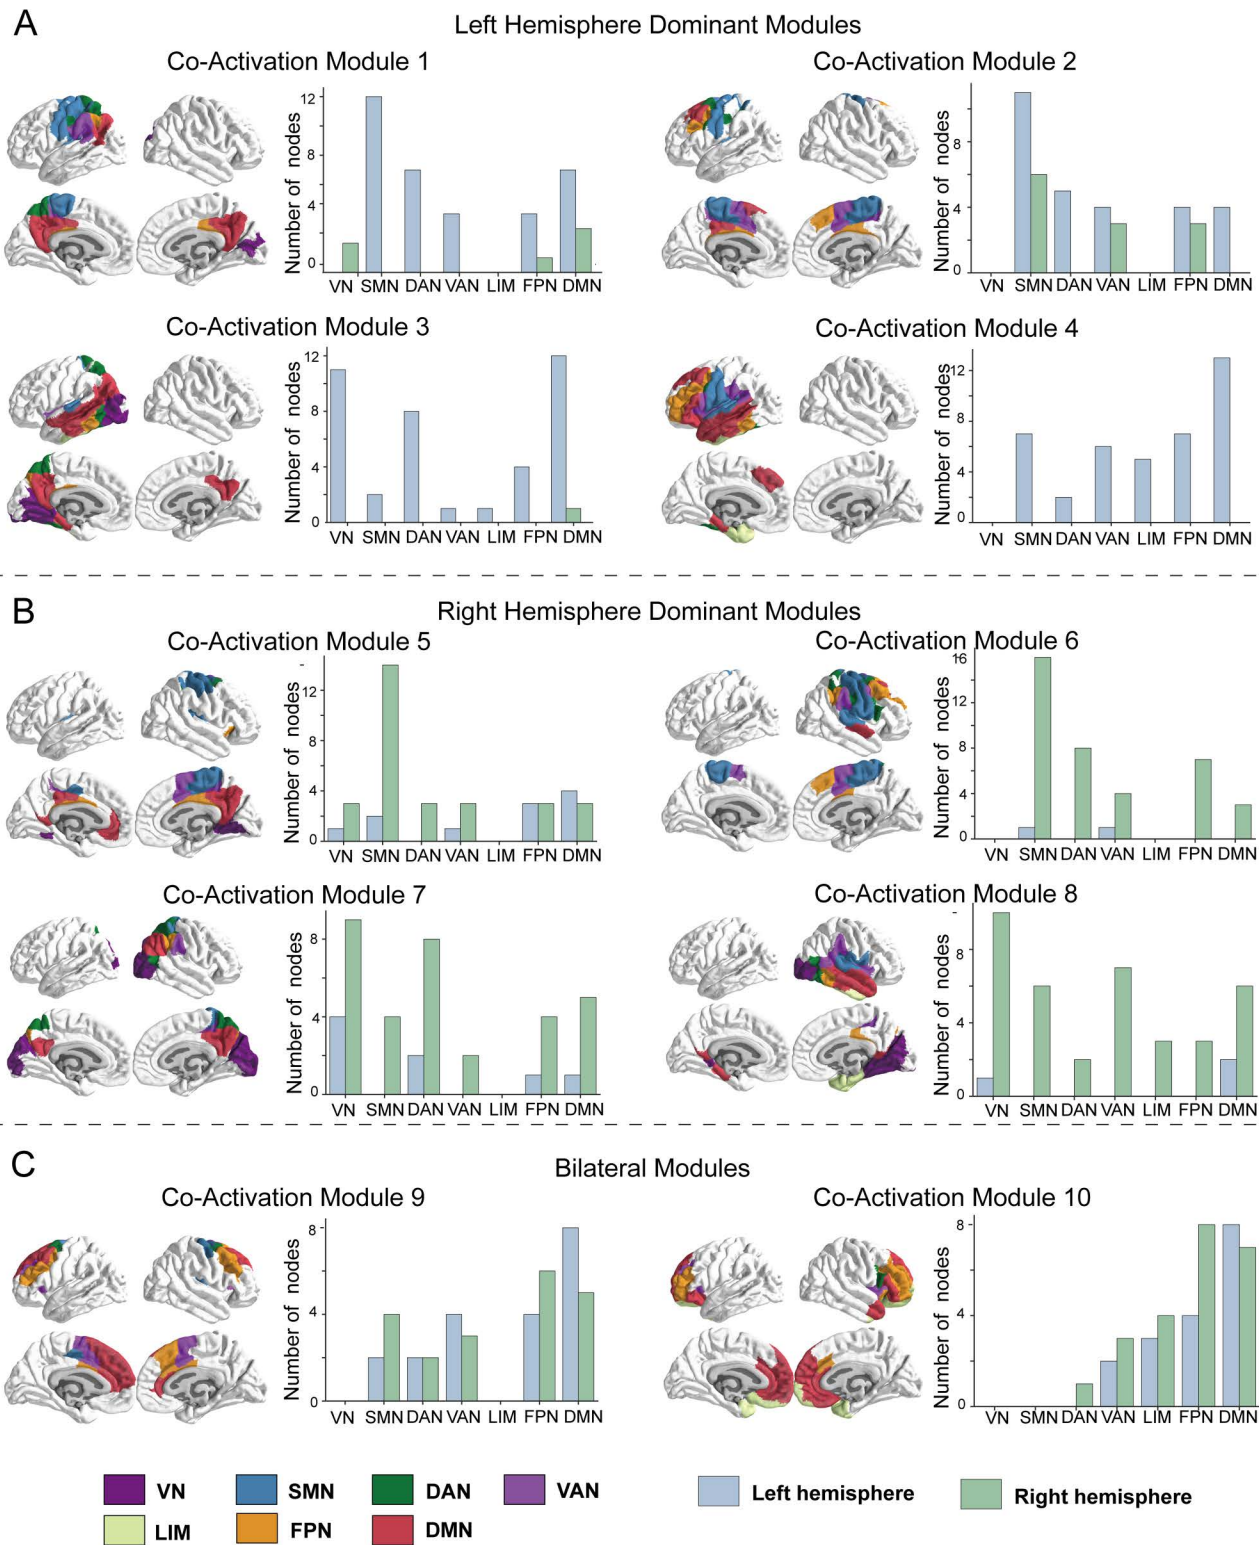 A
Left Hemisphere Dominant Modules
Co-Activation Module 1
Number of nodes
12
8
4
0
VN SMN DAN VAN LIM FPN DMN
Co-Activation Module 2
Number of nodes
8
4
0
VN SMN DAN VAN LIM FPN DMN
Co-Activation Module 3
Number of nodes
12
8
4
0
VN SMN DAN VAN LIM FPN DMN
Co-Activation Module 4
Number of nodes
12
8
4
0
VN SMN DAN VAN LIM FPN DMN
B
Right Hemisphere Dominant Modules
Co-Activation Module 5
Number of nodes
12
8
4
0
VN SMN DAN VAN LIM FPN DMN
Co-Activation Module 6
Number of nodes
16
12
8
4
0
VN SMN DAN VAN LIM FPN DMN
Co-Activation Module 7
Number of nodes
8
4
0
VN SMN DAN VAN LIM FPN DMN
Co-Activation Module 8
Number of nodes
8
4
0
VN SMN DAN VAN LIM FPN DMN
C
Bilateral Modules
Co-Activation Module 9
Number of nodes
8
4
0
VN SMN DAN VAN LIM FPN DMN
Co-Activation Module 10
Number of nodes
8
4
0
VN SMN DAN VAN LIM FPN DMN
VN SMN DAN VAN
LIM FPN DMN
Left hemisphere Right hemisphere